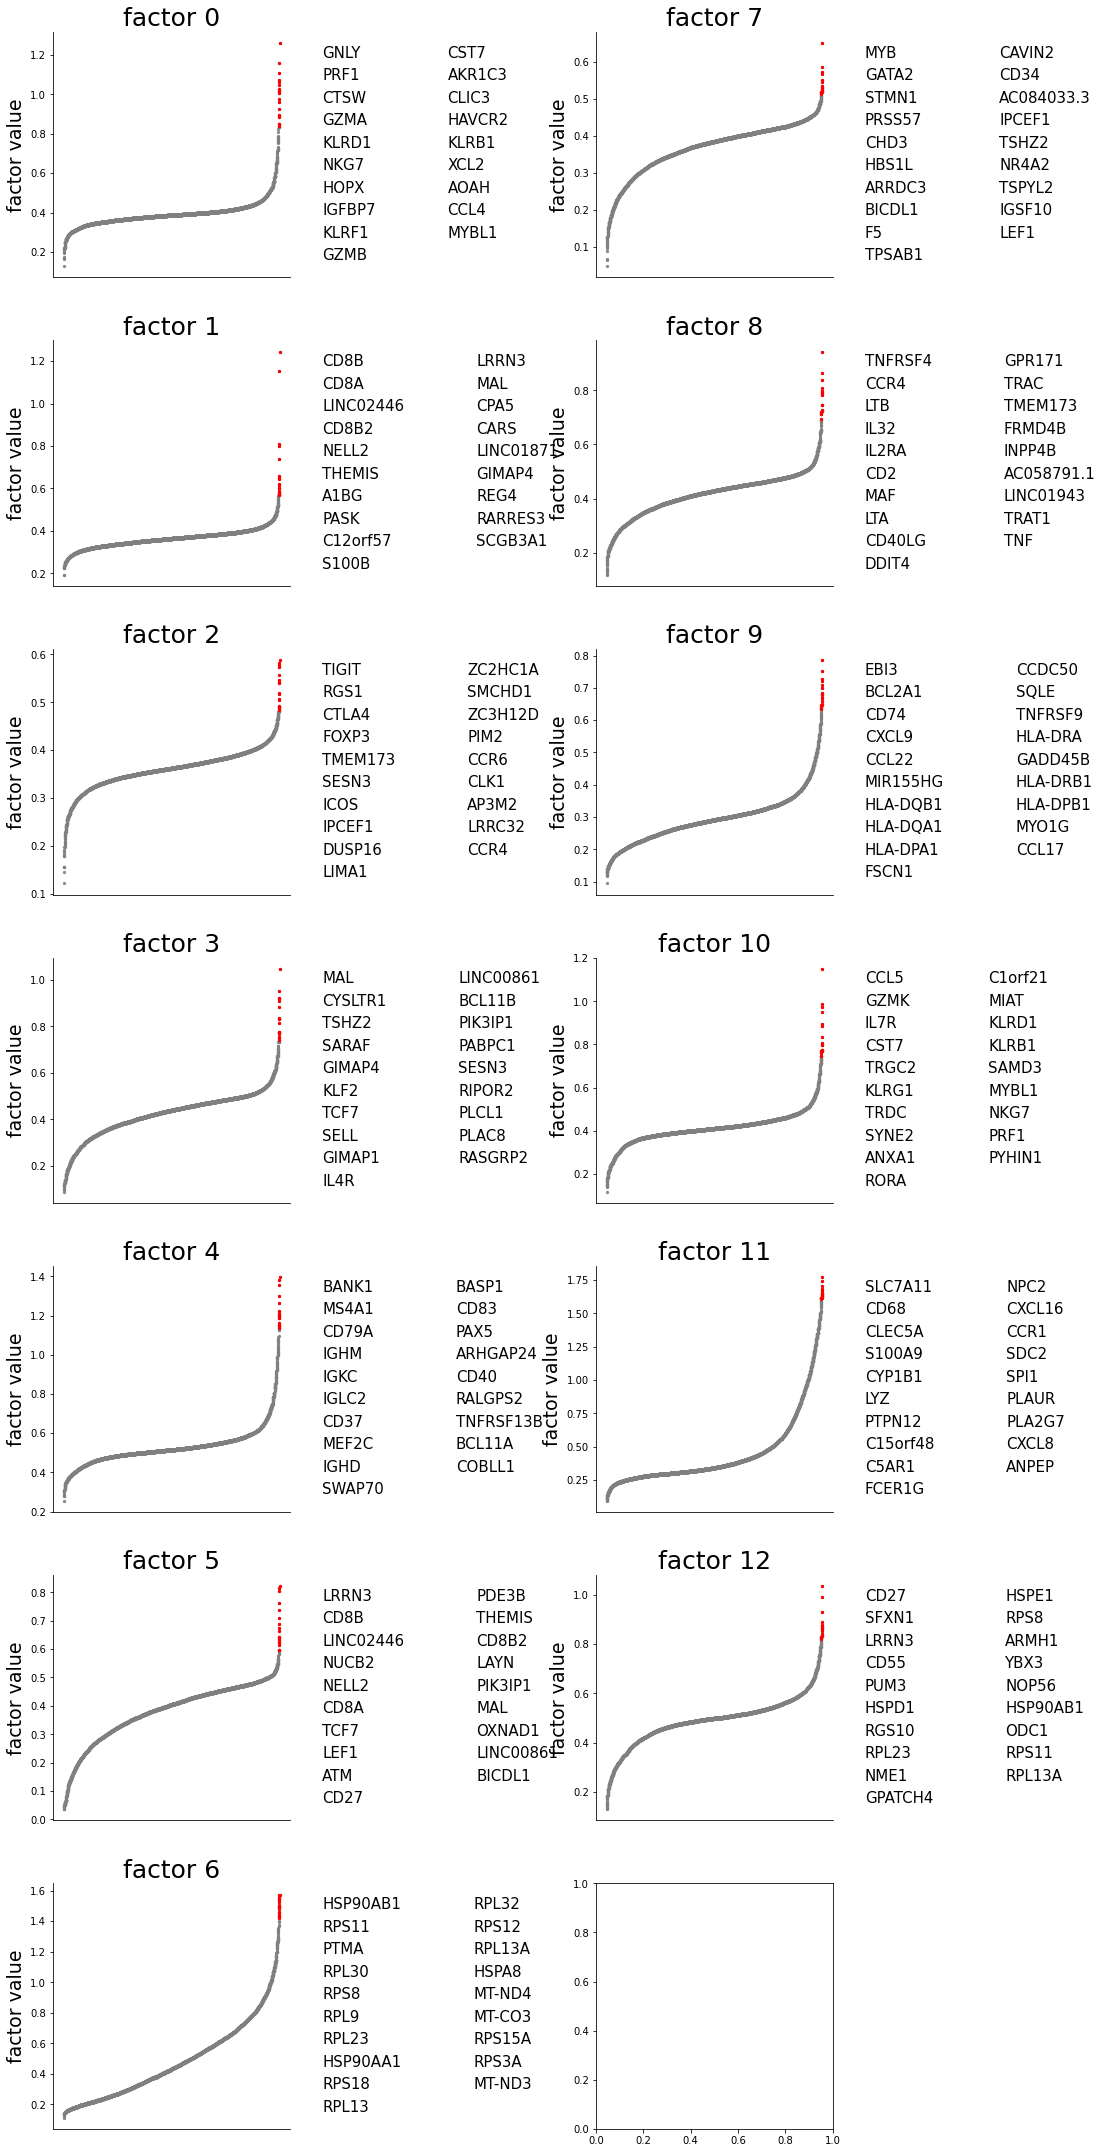 factor 0
factor value
1.2
1.0
0.8
0.6
0.4
0.2
GNLY CST7
PRF1 AKR1C3
CTSW CLIC3
GZMA HAVCR2
KLRD1 KLRB1
NKG7 XCL2
HOPX AOAH
IGFBP7 CCL4
KLRF1 MYBL1
GZMB
factor 7
factor value
0.6
0.5
0.4
0.3
0.2
0.1
MYB CAVIN2
GATA2 CD34
STMN1 AC084033.3
PRSS57 IPCEF1
CHD3 TSHZ2
HBS1L NR4A2
ARRDC3 TSPYL2
BICDL1 IGSF10
F5 LEF1
TPSAB1
factor 1
factor value
1.2
1.0
0.8
0.6
0.4
0.2
CD8B LRRN3
CD8A MAL
LINC02446 CPA5
CD8B2 CARS
NELL2 LINC01871
THEMIS GIMAP4
A1BG REG4
PASK RARRES3
C12orf57 SCGB3A1
S100B
factor 8
factor value
0.8
0.6
0.4
0.2
TNFRSF4 GPR171
CCR4 TRAC
LTB TMEM173
IL32 FRMD4B
IL2RA INPP4B
CD2 AC058791.1
MAF LINC01943
LTA TRAT1
CD40LG TNF
DDIT4
factor 2
factor value
0.6
0.5
0.4
0.3
0.2
0.1
TIGIT ZC2HC1A
RGS1 SMCHD1
CTLA4 ZC3H12D
FOXP3 PIM2
TMEM173 CCR6
SESN3 CLK1
ICOS AP3M2
IPCEF1 LRRC32
DUSP16 CCR4
LIMA1
factor 9
factor value
0.8
0.7
0.6
0.5
0.4
0.3
0.2
0.1
EBI3 CCDC50
BCL2A1 SQLE
CD74 TNFRSF9
CXCL9 HLA-DRA
CCL22 GADD45B
MIR155HG HLA-DRB1
HLA-DQB1 HLA-DPB1
HLA-DQA1 MYO1G
HLA-DPA1 CCL17
FSCN1
factor 3
factor value
1.0
0.8
0.6
0.4
0.2
MAL LINC00861
CYSLTR1 BCL11B
TSHZ2 PIK3IP1
SARAF PABPC1
GIMAP4 SESN3
KLF2 RIPOR2
TCF7 PLCL1
SELL PLAC8
GIMAP1 RASGRP2
IL4R
factor 10
factor value
1.2
1.0
0.8
0.6
0.4
0.2
CCL5 C1orf21
GZMK MIAT
IL7R KLRD1
CST7 KLRB1
TRGC2 SAMD3
KLRG1 MYBL1
TRDC NKG7
SYNE2 PRF1
ANXA1 PYHIN1
RORA
factor 4
factor value
1.4
1.2
1.0
0.8
0.6
0.4
0.2
BANK1 BASP1
MS4A1 CD83
CD79A PAX5
IGHM ARHGAP24
IGKC CD40
IGLC2 RALGPS2
CD37 TNFRSF13B
MEF2C BCL11A
IGHD COBLL1
SWAP70
factor 11
factor value
1.75
1.50
1.25
1.00
0.75
0.50
0.25
SLC7A11 NPC2
CD68 CXCL16
CLEC5A CCR1
S100A9 SDC2
CYP1B1 SPI1
LYZ PLAUR
PTPN12 PLA2G7
C15orf48 CXCL8
C5AR1 ANPEP
FCER1G
factor 5
factor value
0.8
0.7
0.6
0.5
0.4
0.3
0.2
0.1
0.0
LRRN3 PDE3B
CD8B THEMIS
LINC02446 CD8B2
NUCB2 LAYN
NELL2 PIK3IP1
CD8A MAL
TCF7 OXNAD1
LEF1 LINC00861
ATM BICDL1
CD27
factor 12
factor value
1.0
0.8
0.6
0.4
0.2
CD27 HSPE1
SFXN1 RPS8
LRRN3 ARMH1
CD55 YBX3
PUM3 NOP56
HSPD1 HSP90AB1
RGS10 ODC1
RPL23 RPS11
NME1 RPL13A
GPATCH4
factor 6
factor value
1.6
1.4
1.2
1.0
0.8
0.6
0.4
0.2
HSP90AB1 RPL32
RPS11 RPS12
PTMA RPL13A
RPL30 HSPA8
RPS8 MT-ND4
RPL9 MT-CO3
RPL23 RPS15A
HSP90AA1 RPS3A
RPS18 MT-ND3
RPL13
1.0
0.8
0.6
0.4
0.2
0.0
0.0 0.2 0.4 0.6 0.8 1.0